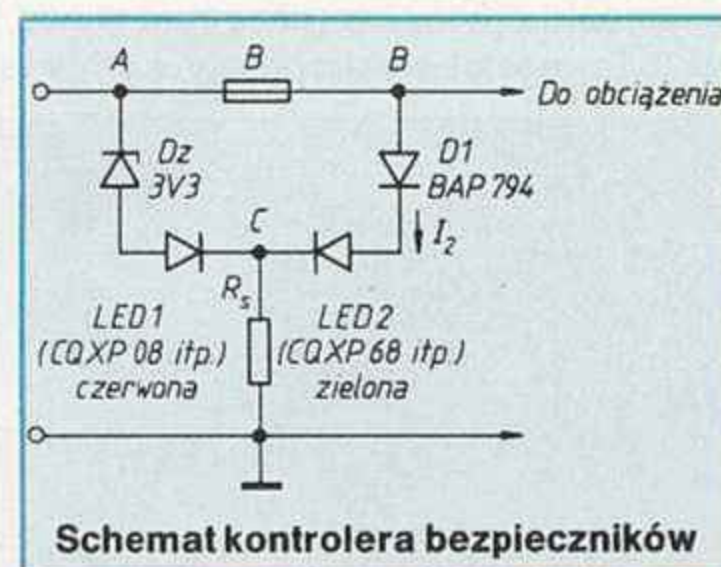 A
B
B
Do obciążenia
Dz
3V3
D1
BAP 794
I2
C
Rs
LED1
(CQXP 08 itp.)
czerwona
LED2
(CQXP 68 itp.)
zielona
Schemat kontrolera bezpieczników